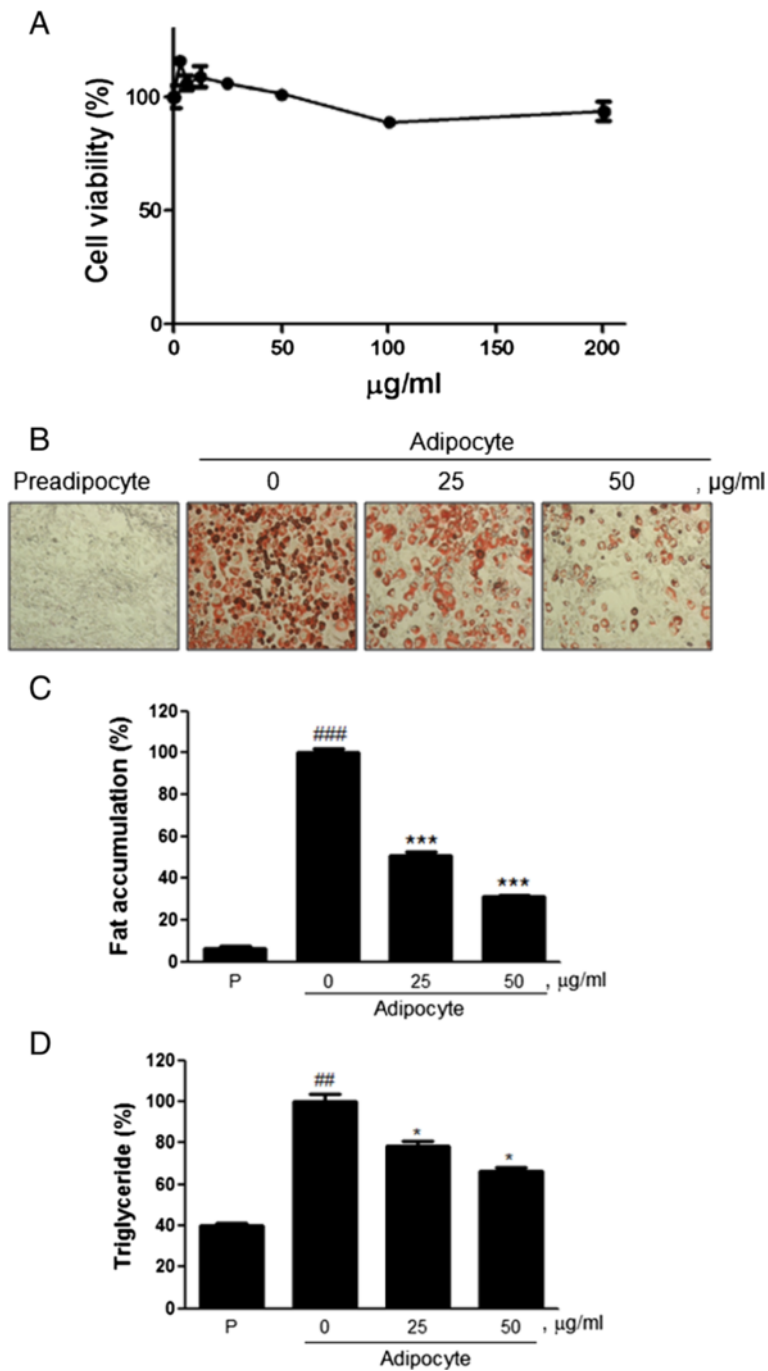 A
Cell viability (%)
100
50
0
0 50 100 150 200
μg/ml
B
Adipocyte
Preadipocyte 0 25 50 , μg/ml
C
Fat accumulation (%)
120
100
80
60
40
20
0
###
***
***
P 0 25 50 , μg/ml
Adipocyte
D
Triglyceride (%)
120
100
80
60
40
20
0
##
*
*
P 0 25 50 , μg/ml
Adipocyte